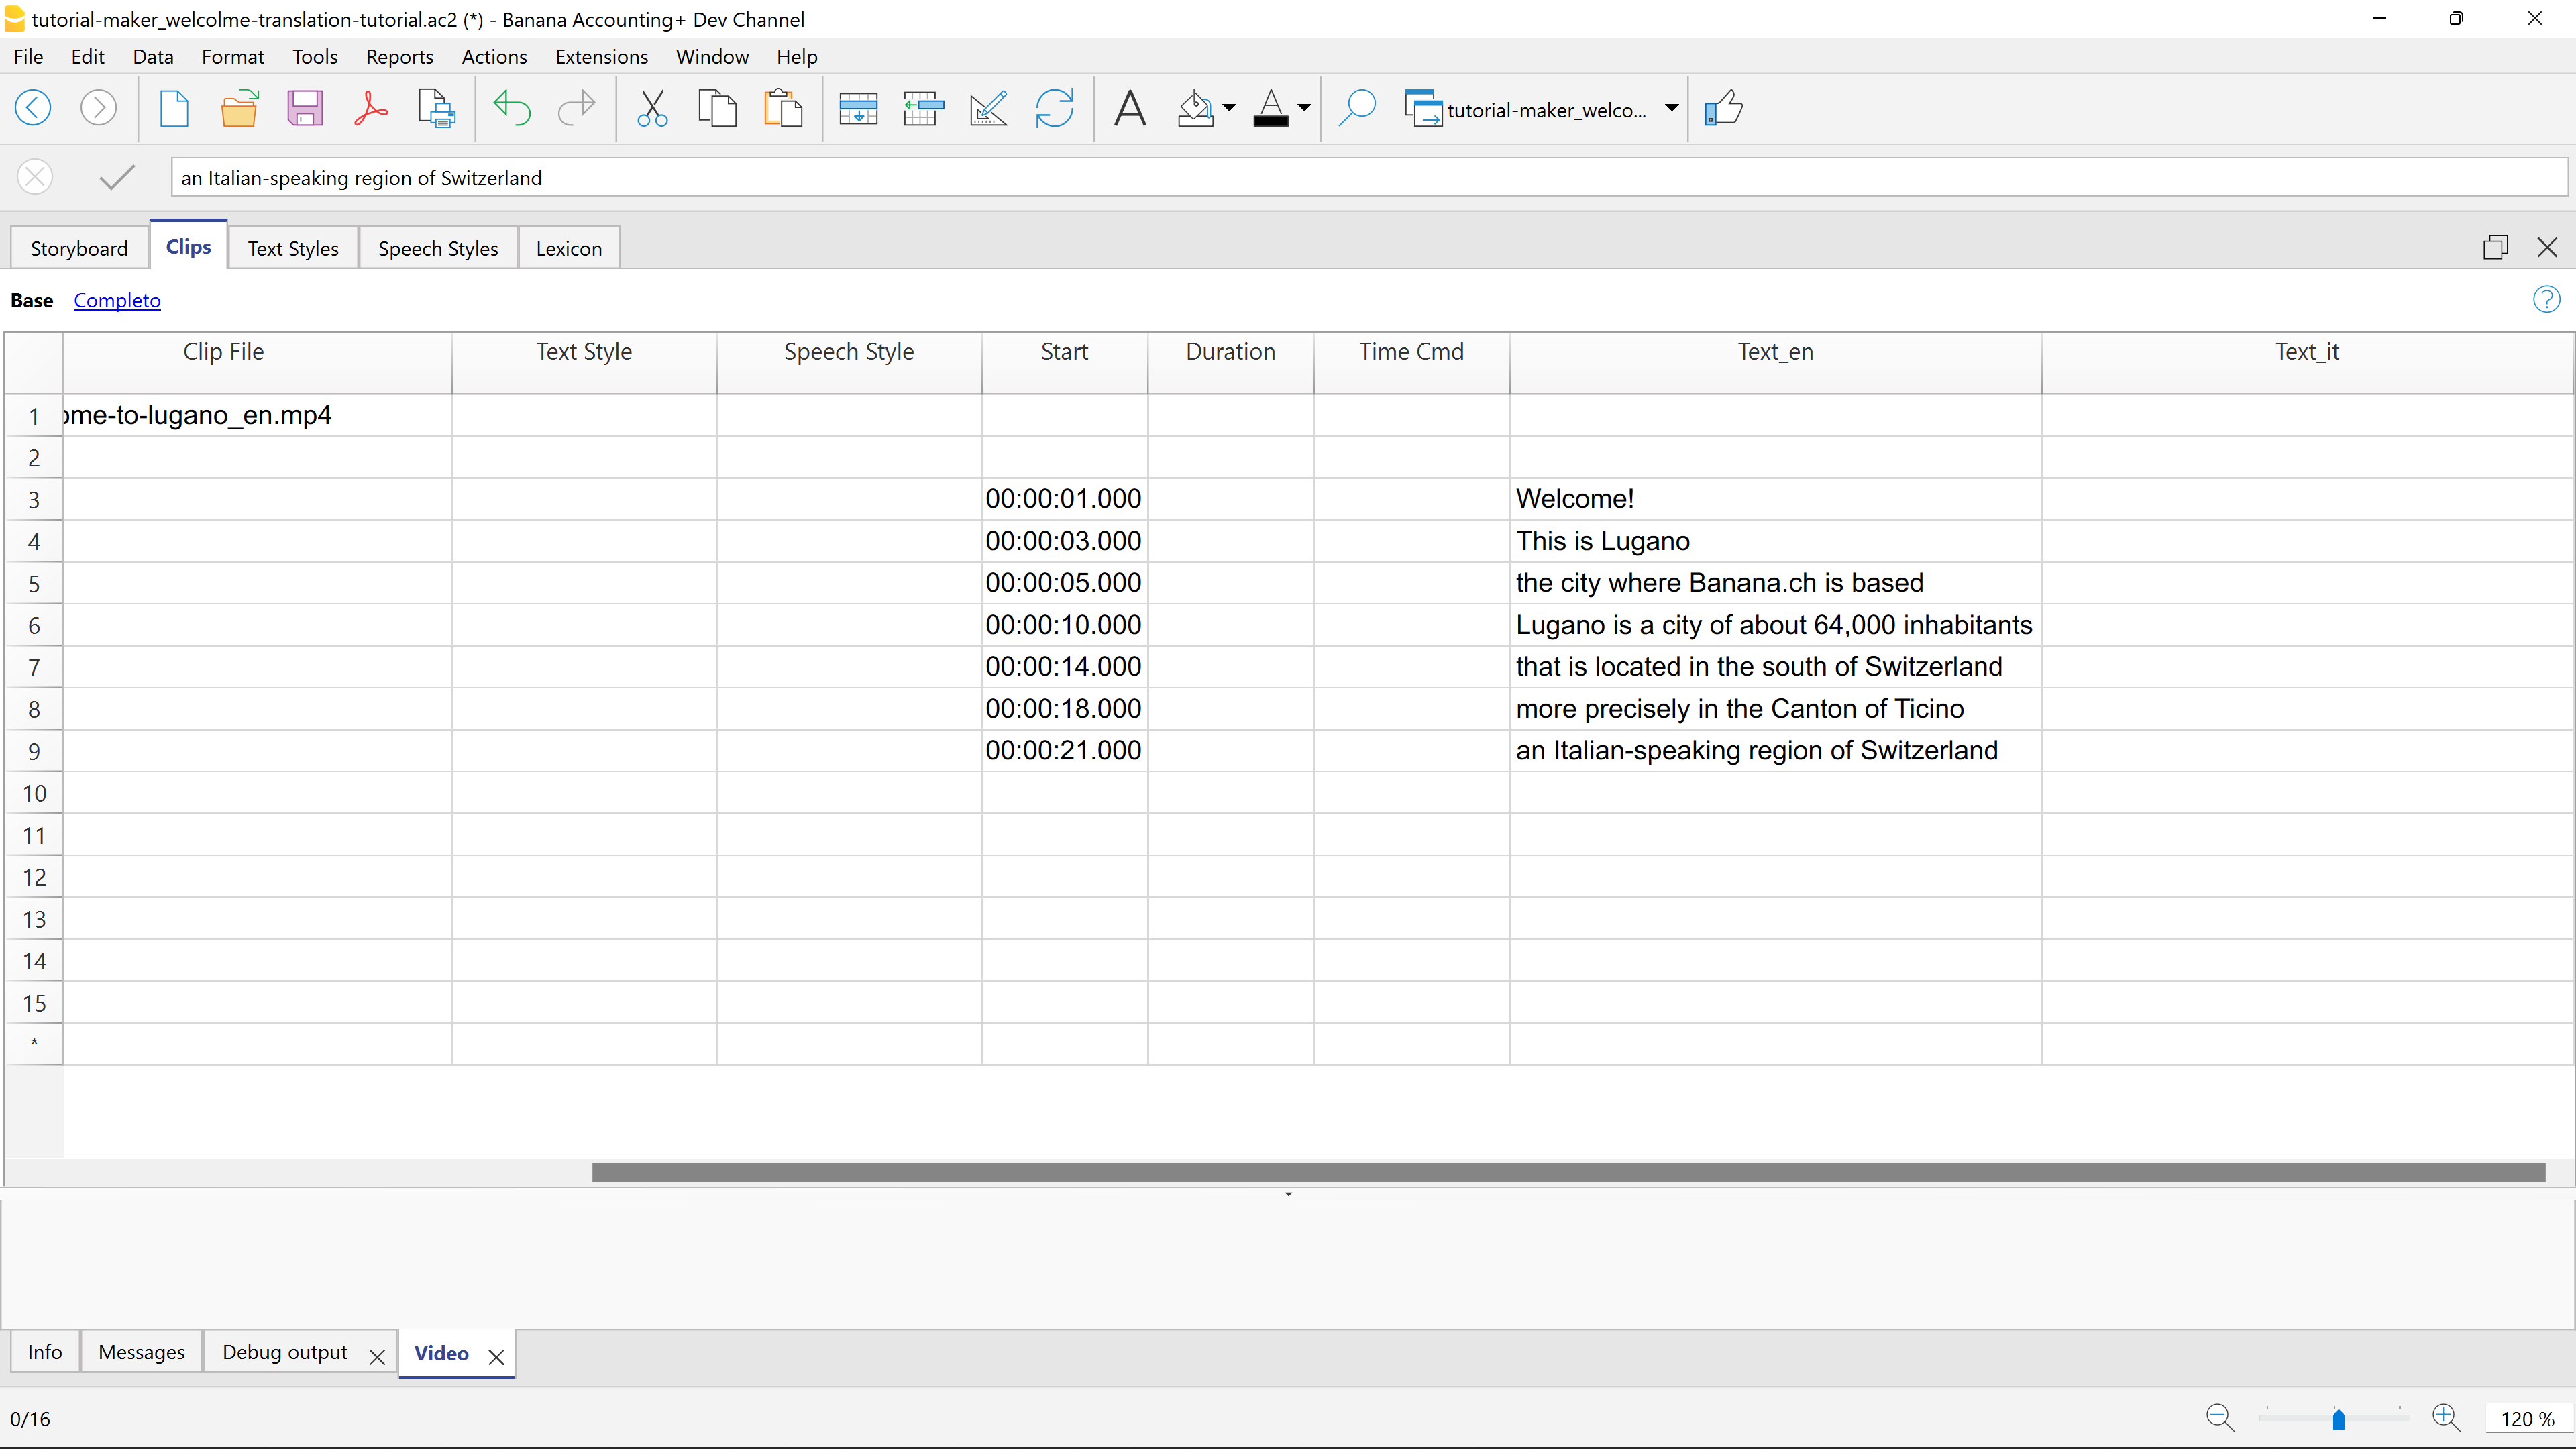 tutorial-maker_welcolme-translation-tutorial.ac2 (*) - Banana Accounting+ Dev Channel
File Edit Data Format Tools Reports Actions Extensions Window Help
tutorial-maker_welco...
an Italian-speaking region of Switzerland
Storyboard Clips Text Styles Speech Styles Lexicon
Base Completo
Clip File Text Style Speech Style Start Duration Time Cmd Text_en Text_it
1 ome-to-lugano_en.mp4
2
3 00:00:01.000 Welcome!
4 00:00:03.000 This is Lugano
5 00:00:05.000 the city where Banana.ch is based
6 00:00:10.000 Lugano is a city of about 64,000 inhabitants
7 00:00:14.000 that is located in the south of Switzerland
8 00:00:18.000 more precisely in the Canton of Ticino
9 00:00:21.000 an Italian-speaking region of Switzerland
10
11
12
13
14
15
*
Info Messages Debug output Video
0/16 120 %